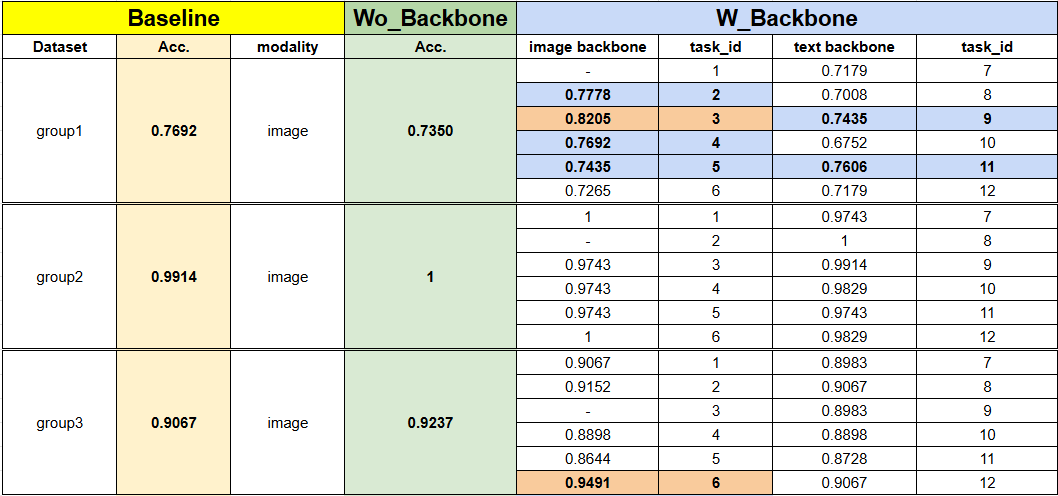 Baseline Wo_Backbone W_Backbone
Dataset Acc. modality Acc. image backbone task_id text backbone task_id
- 1 0.7179 7
0.7778 2 0.7008 8
0.8205 3 0.7435 9
group1 0.7692 image 0.7350
0.7692 4 0.6752 10
0.7435 5 0.7606 11
0.7265 6 0.7179 12
1 1 0.9743 7
- 2 1 8
0.9743 3 0.9914 9
group2 0.9914 image 1
0.9743 4 0.9829 10
0.9743 5 0.9743 11
1 6 0.9829 12
0.9067 1 0.8983 7
0.9152 2 0.9067 8
- 3 0.8983 9
group3 0.9067 image 0.9237
0.8898 4 0.8898 10
0.8644 5 0.8728 11
0.9491 6 0.9067 12